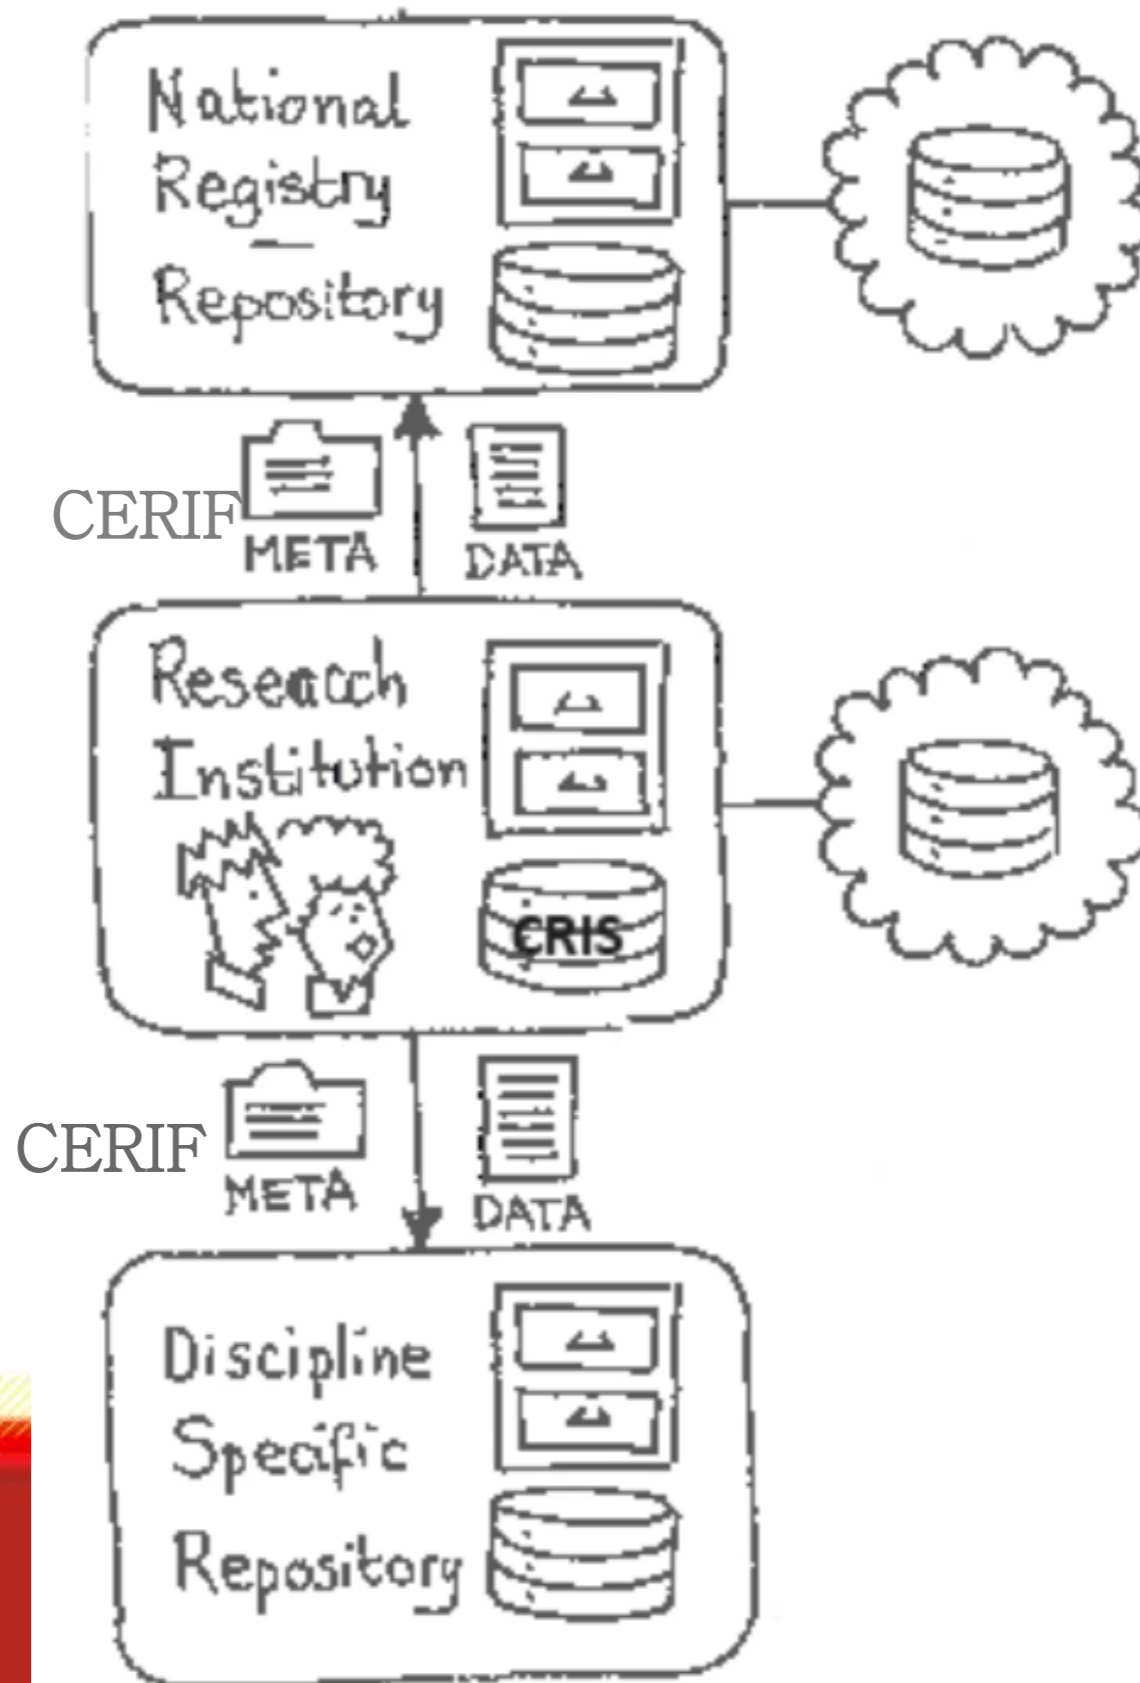 National
Registry
—
Repository
CERIF
META
DATA
Research
Institution
CRIS
CERIF
META
DATA
Discipline
Specific
Repository